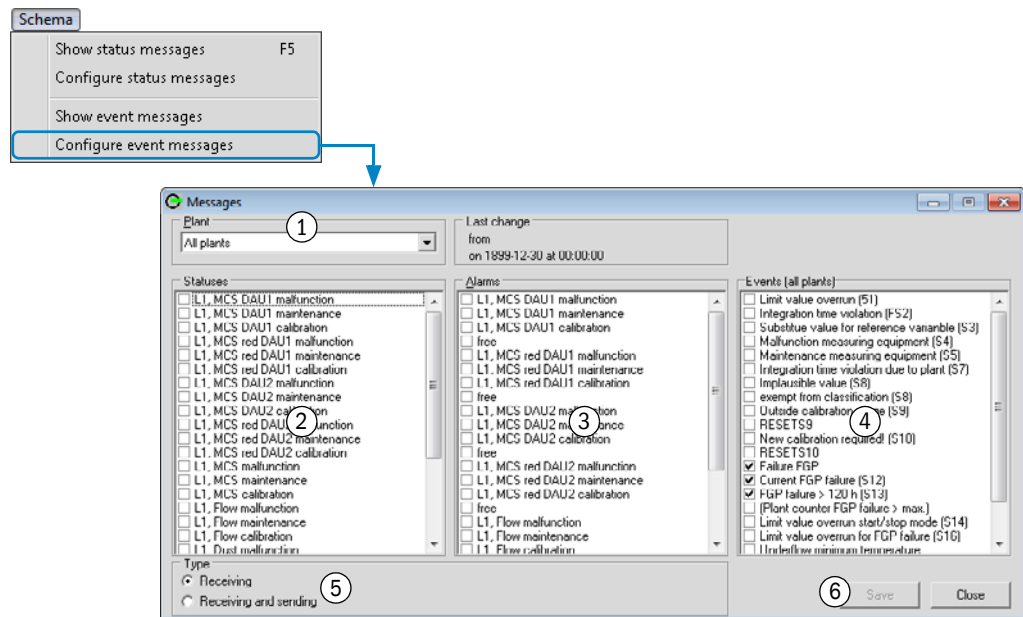 Schema
Show status messages F5
Configure status messages
Show event messages
Configure event messages
Messages
Plant
1
All plants
Last change
from
on 1899-12-30 at 00:00:00
Statuses
L1, MCS DAU1 malfunction
L1, MCS DAU1 maintenance
L1, MCS DAU1 calibration
L1, MCS red DAU1 malfunction
L1, MCS red DAU1 maintenance
L1, MCS red DAU1 calibration
L1, MCS DAU2 malfunction
L1, MCS DAU2 maintenance
L1, MCS DAU2
L1, MCS red DAU2
L1, MCS red DAU2 maintenance
L1, MCS red DAU2 calibration
L1, MCS malfunction
L1, MCS maintenance
L1, MCS calibration
L1, Flow malfunction
L1, Flow maintenance
L1, Flow calibration
L1, Dust malfunction
2
Alarms
L1, MCS DAU1 malfunction
L1, MCS DAU1 maintenance
L1, MCS DAU1 calibration
free
L1, MCS red DAU1 malfunction
L1, MCS red DAU1 maintenance
L1, MCS red DAU1 calibration
free
L1, MCS DAU2 malfunction
L1, MCS DAU2
L1, MCS DAU2 calibration
free
L1, MCS red DAU2 malfunction
L1, MCS red DAU2 maintenance
L1, MCS red DAU2 calibration
free
L1, Flow malfunction
L1, Flow maintenance
L1, Flow calibration
3
Events (all plants)
Limit value overrun (S1)
Integration time violation (FS2)
Substitue value for reference varianble (S3)
Malfunction measuring equipment (S4)
Maintenance measuring equipment (S5)
Integration time violation due to plant (S7)
Implausible value (S8)
exempt from classification (S8)
Outside calibration (S9)
RESETS9
New calibration required! (S10)
RESETS10
Failure FGP
Current FGP failure (S12)
FGP failure > 120 h (S13)
(Plant counter FGP failure > max.)
Limit value overrun start/stop mode (S14)
Limit value overrun for FGP failure (S16)
Underflow minimum temperature
4
Type
Receiving
Receiving and sending
5
6
Save
Close